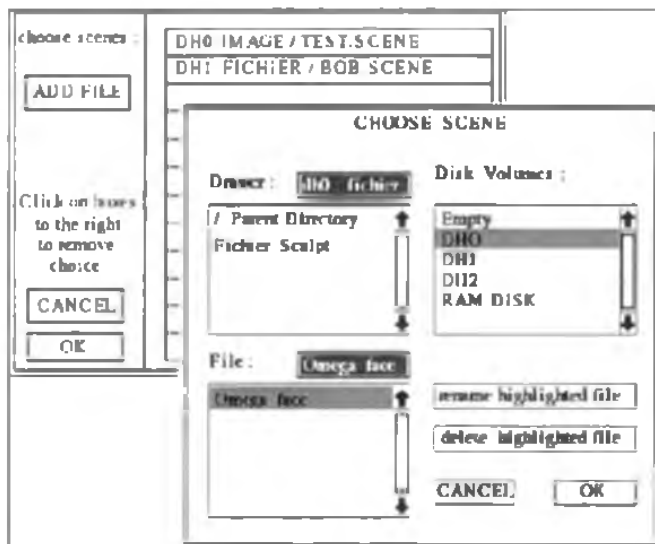 choose scenes :
ADD FILE
Click on boxes
to the right
to remove
choice
CANCEL
OK
DH0 IMAGE / TEST.SCENE
DH1 FICHiER / BOB SCENE
CHOOSE SCENE
Drawer :
dh0 fichier
/ Parent Directory
Fichier Sculpt
Disk Volumes :
Empty
DH0
DH1
DH2
RAM DISK
File :
Omega face
Omega face
rename highlighted file
delete highlighted file
CANCEL
OK